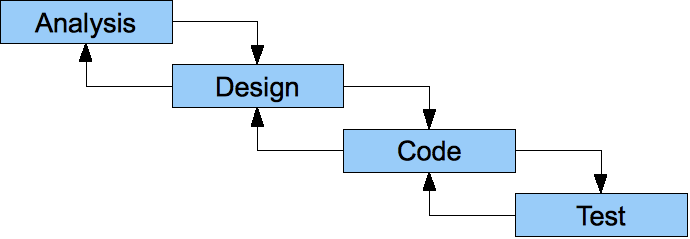 Analysis
Design
Code
Test